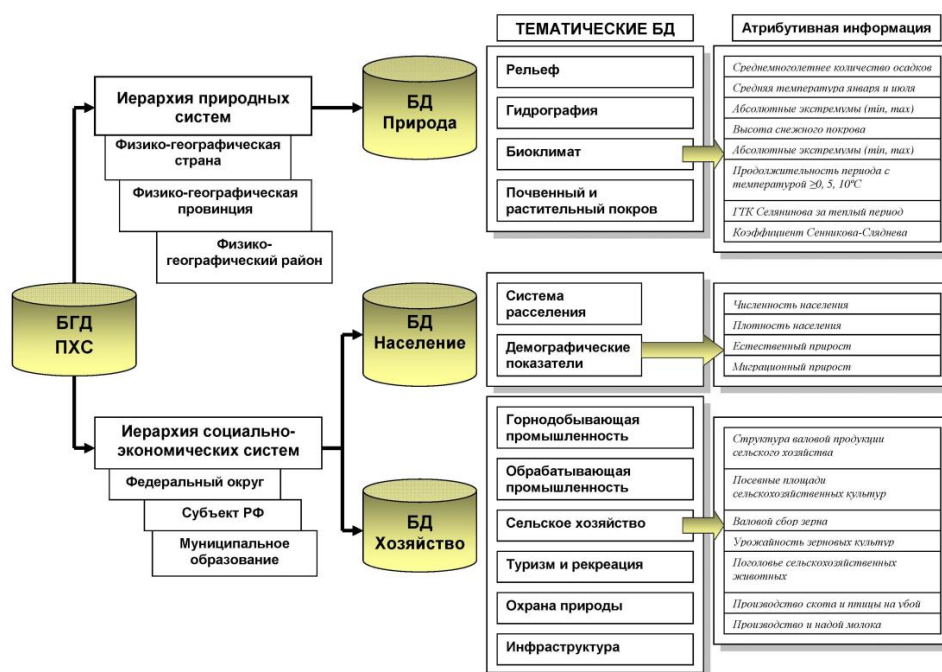 ТЕМАТИЧЕСКИЕ БД
Атрибутивная информация
БГД
ПХС
Иерархия природных
систем
Физико-географическая
страна
Физико-географическая
провинция
Физико-
географический район
БД
Природа
Рельеф
Гидрография
Биоклимат
Почвенный и
растительный покров
Среднемноголетнее количество осадков
Средняя температура января и июля
Абсолютные экстремумы (min, max)
Высота снежного покрова
Абсолютные экстремумы (min, max)
Продолжительность периода с
температурой ≥0, 5, 10ºС
ГТК Селянинова за теплый период
Коэффициент Сенникова-Сляднева
Иерархия социально-
экономических систем
Федеральный округ
Субъект РФ
Муниципальное
образование
БД
Население
Система
расселения
Демографические
показатели
Численность населения
Плотность населения
Естественный прирост
Миграционный прирост
БД
Хозяйство
Горнодобывающая
промышленность
Обрабатывающая
промышленность
Сельское хозяйство
Туризм и рекреация
Охрана природы
Инфраструктура
Структура валовой продукции
сельского хозяйства
Посевные площади
сельскохозяйственных культур
Валовой сбор зерна
Урожайность зерновых культур
Поголовье сельскохозяйственных
животных
Производство скота и птицы на убой
Производство и надой молока